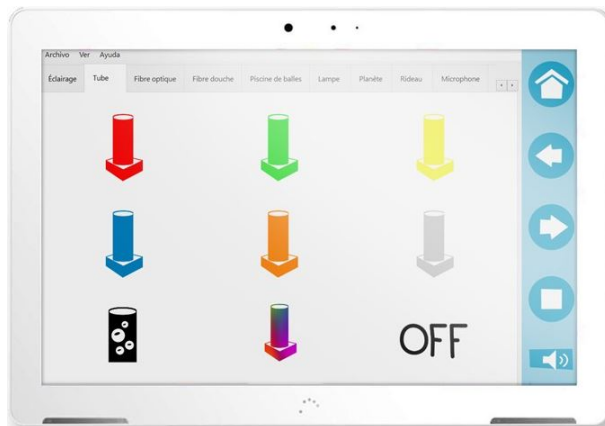 Archivo Ver Ayuda
Éclairage Tube Fibre optique Fibre douche Piscine de balles Lampe Planète Rideau Microphone
OFF